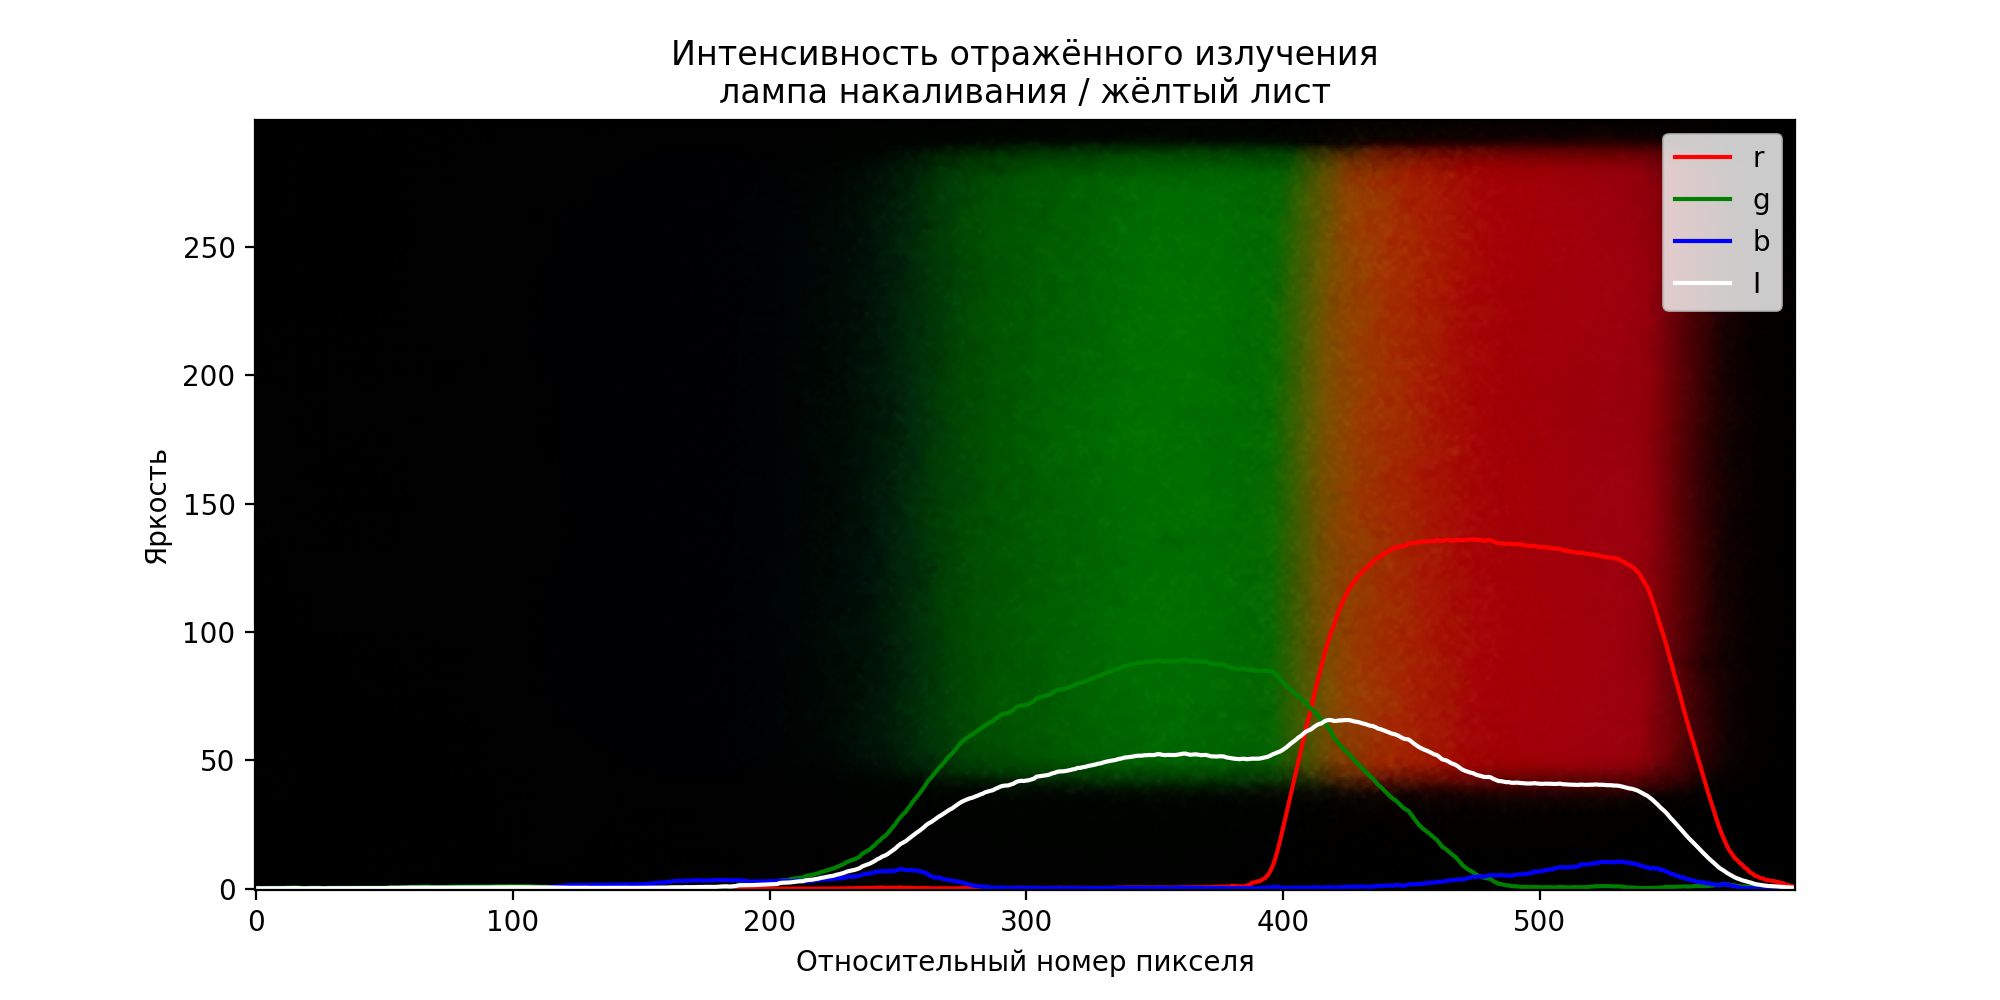 Интенсивность отражённого излучения
лампа накаливания / жёлтый лист
r
g
b
l
250
200
150
100
50
0
Яркость
0 100 200 300 400 500
Относительный номер пикселя